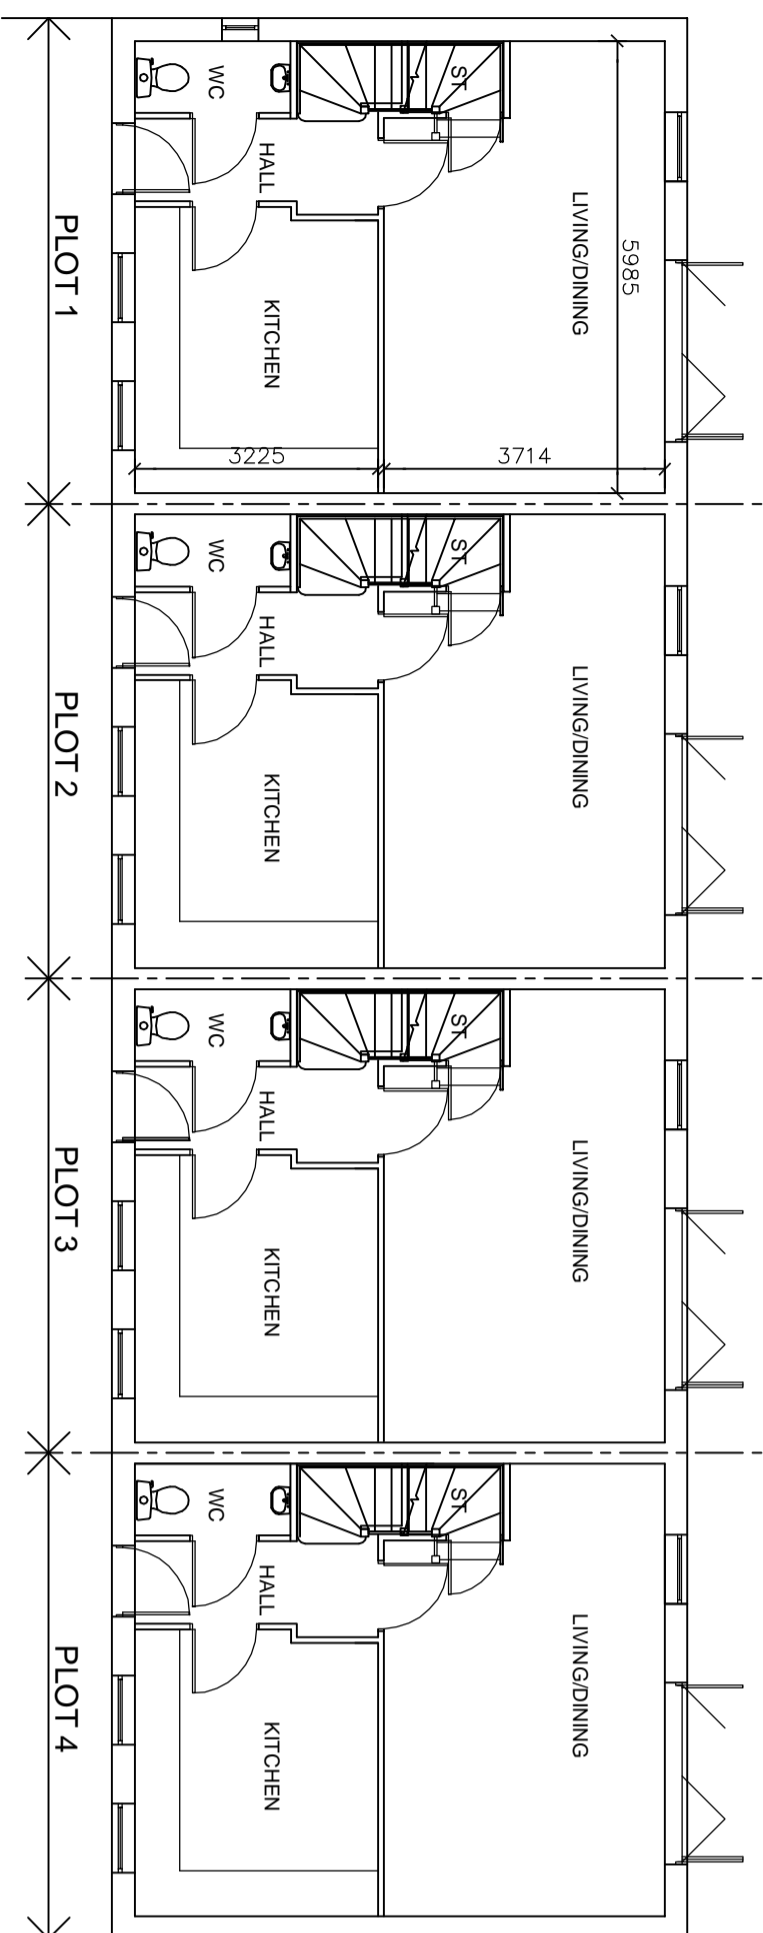 PLOT 1
WC
HALL
KITCHEN
ST
LIVING/DINING
5985
3225
3714
PLOT 2
WC
HALL
KITCHEN
ST
LIVING/DINING
PLOT 3
WC
HALL
KITCHEN
ST
LIVING/DINING
PLOT 4
WC
HALL
KITCHEN
ST
LIVING/DINING